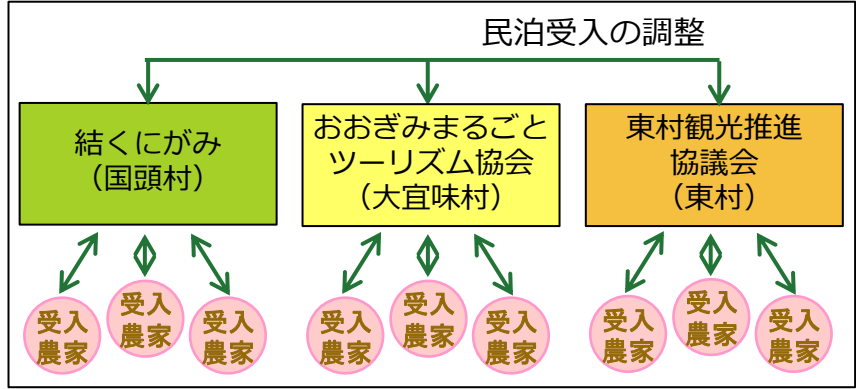 民泊受入の調整
結くにがみ
（国頭村）
おおぎみまるごと
ツーリズム協会
（大宜味村）
東村観光推進
協議会
（東村）
受入
農家
受入
農家
受入
農家
受入
農家
受入
農家
受入
農家
受入
農家
受入
農家
受入
農家